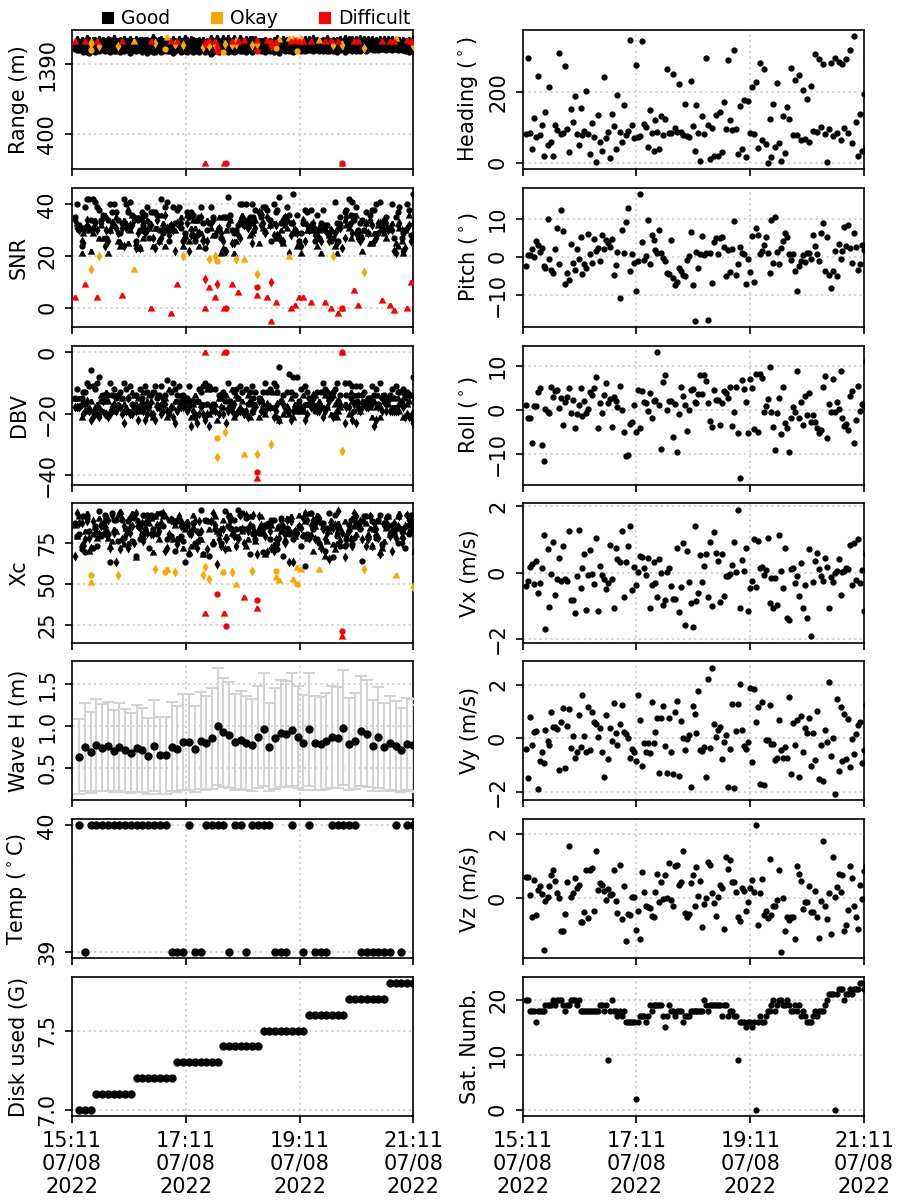 Good Okay Difficult
Range (m)
1390
400
Heading (°)
200
0
SNR
40
20
0
Pitch (°)
10
0
−10
DBV
0
−20
−40
Roll (°)
10
0
−10
Xc
75
50
25
Vx (m/s)
2
0
−2
Wave H (m)
1.5
1.0
0.5
Vy (m/s)
2
0
−2
Temp (°C)
40
39
Vz (m/s)
2
0
Disk used (G)
7.5
7.0
Sat. Numb.
20
10
0
15:11 17:11 19:11 21:11
07/08 07/08 07/08 07/08
2022 2022 2022 2022
15:11 17:11 19:11 21:11
07/08 07/08 07/08 07/08
2022 2022 2022 2022